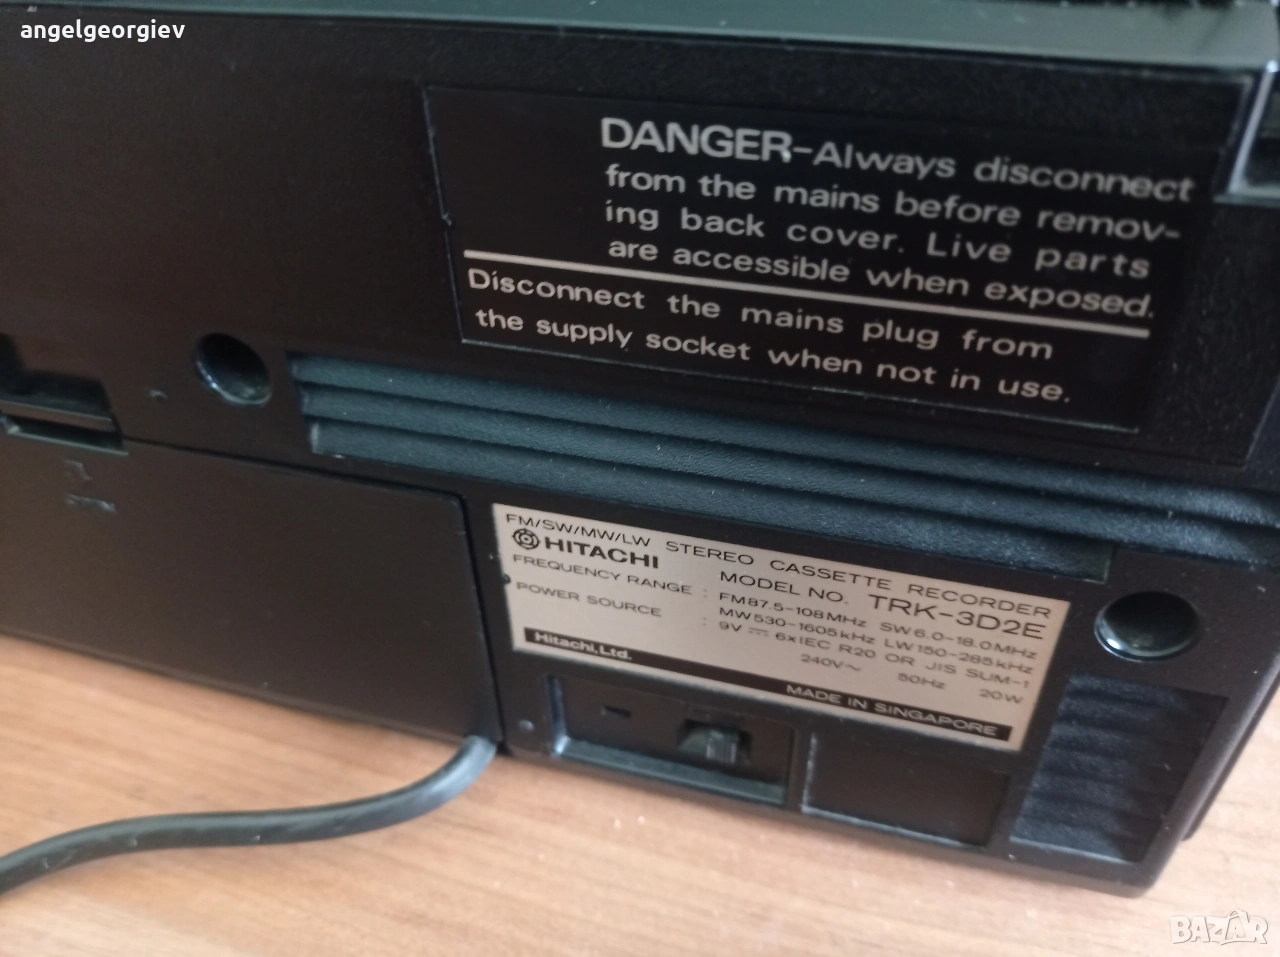 angelgeorgiev
DANGER-Always disconnect
from the mains before remov-
ing back cover. Live parts
are accessible when exposed.
Disconnect the mains plug from
the supply socket when not in use.
FM/SW/MW/LW STEREO CASSETTE RECORDER
HITACHI MODEL NO. TRK-3D2E
FREQUENCY RANGE : FM87.5-108MHz SW6.0-18.0MHz
MW530-1605kHz LW150-285kHz
POWER SOURCE : 9V ⎓ 6xIEC R20 OR JIS SUM-1
240V~ 50Hz 20W
Hitachi,Ltd. MADE IN SINGAPORE
BAZAR